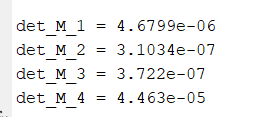 det_M_1 = 4.6799e-06
det_M_2 = 3.1034e-07
det_M_3 = 3.722e-07
det_M_4 = 4.463e-05